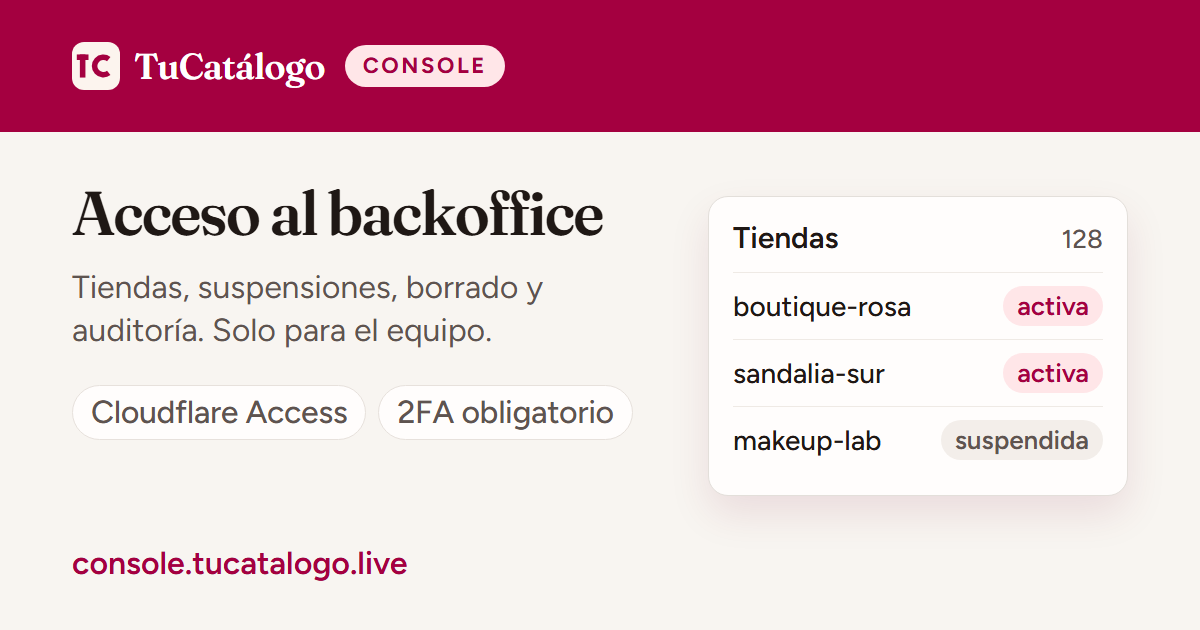 TC TuCatálogo CONSOLE
Acceso al backoffice
Tiendas, suspensiones, borrado y
auditoría. Solo para el equipo.
Cloudflare Access 2FA obligatorio
console.tucatalogo.live
Tiendas 128
boutique-rosa activa
sandalia-sur activa
makeup-lab suspendida